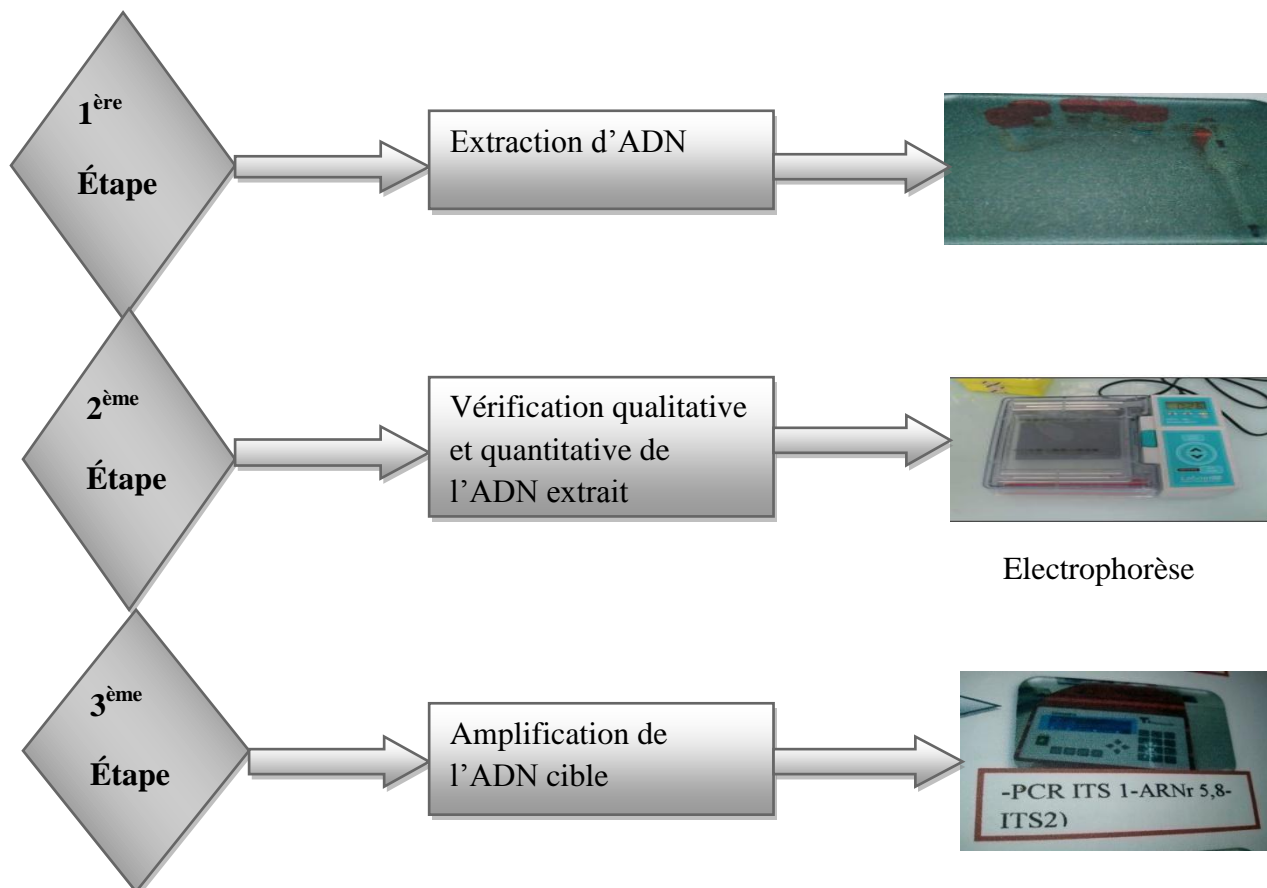 1ère
Étape
Extraction d’ADN
2ème
Étape
Vérification qualitative
et quantitative de
l’ADN extrait
Electrophorèse
3ème
Étape
Amplification de
l’ADN cible
-PCR ITS 1-ARNr 5,8-
ITS2)